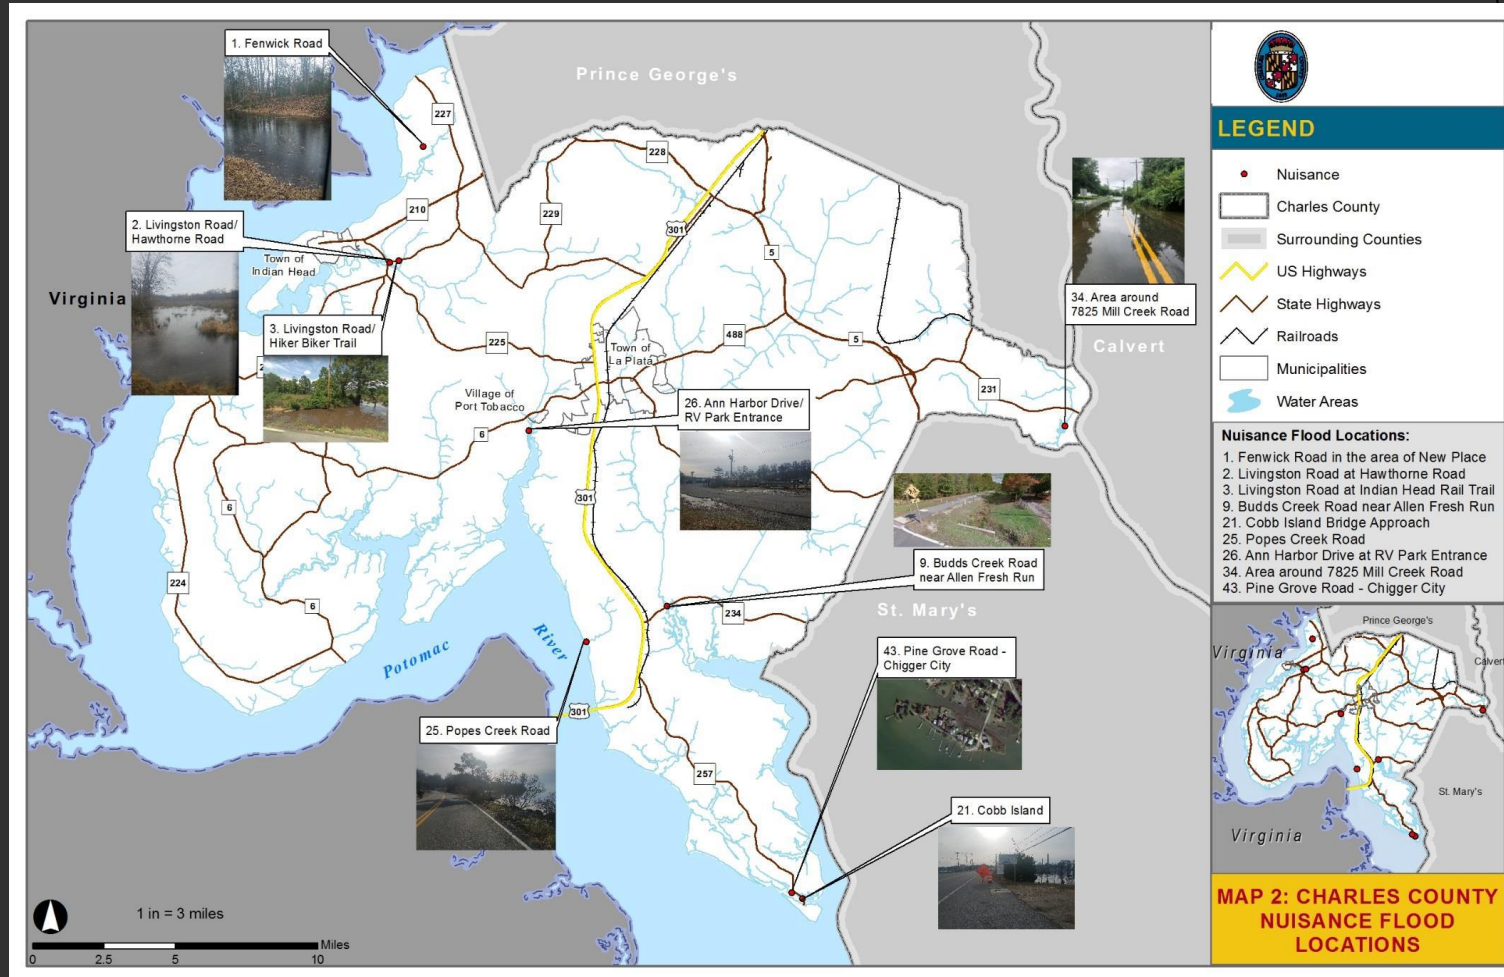 1. Fenwick Road
Prince George's
227
228
210
229
2. Livingston Road/
Hawthorne Road
Town of
Indian Head
301
5
Virginia
34. Area around
7825 Mill Creek Road
3. Livingston Road/
Hiker Biker Trail
225
Town of
La Plata
488
5
Calvert
231
Village of
Port Tobacco
26. Ann Harbor Drive/
RV Park Entrance
6
301
6
9. Budds Creek Road
near Allen Fresh Run
224
6
234
St. Mary's
Potomac
River
43. Pine Grove Road -
Chigger City
301
25. Popes Creek Road
257
21. Cobb Island
1 in = 3 miles
Miles
0 2.5 5 10
LEGEND
Nuisance
Charles County
Surrounding Counties
US Highways
State Highways
Railroads
Municipalities
Water Areas
Nuisance Flood Locations:
1. Fenwick Road in the area of New Place
2. Livingston Road at Hawthorne Road
3. Livingston Road at Indian Head Rail Trail
9. Budds Creek Road near Allen Fresh Run
21. Cobb Island Bridge Approach
25. Popes Creek Road
26. Ann Harbor Drive at RV Park Entrance
34. Area around 7825 Mill Creek Road
43. Pine Grove Road - Chigger City
Prince George's
Virginia
Calvert
St. Mary's
Virginia
MAP 2: CHARLES COUNTY
NUISANCE FLOOD
LOCATIONS